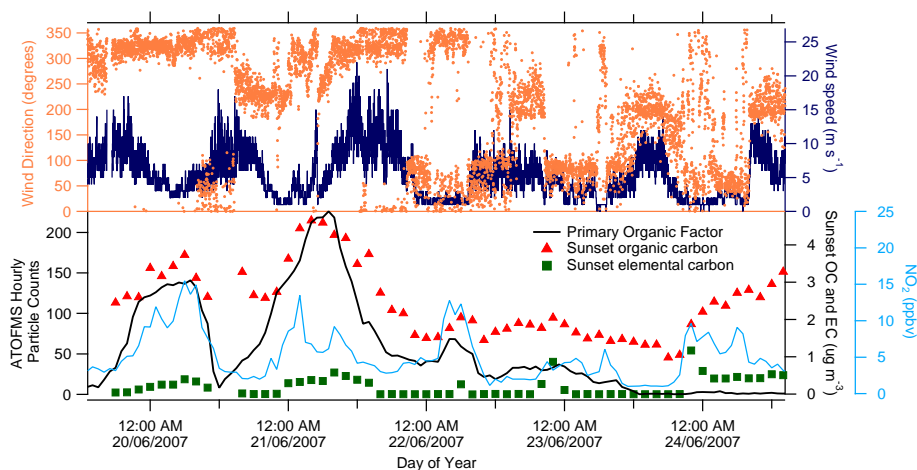 350
300
250
200
150
100
50
0
Wind Direction (degrees)
25
20
15
10
5
0
Wind speed (m s⁻¹)
200
150
100
50
0
ATOFMS Hourly
Particle Counts
Primary Organic Factor
Sunset organic carbon
Sunset elemental carbon
4
3
2
1
0
Sunset OC and EC (ug m⁻³)
25
20
15
10
5
0
NO₂ (ppbv)
12:00 AM
20/06/2007
12:00 AM
21/06/2007
12:00 AM
22/06/2007
12:00 AM
23/06/2007
12:00 AM
24/06/2007
Day of Year